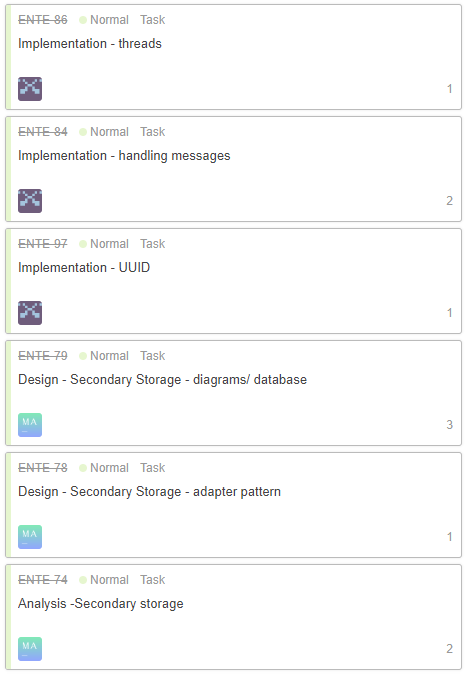 ENTE-86 Normal Task
Implementation - threads
1
ENTE-84 Normal Task
Implementation - handling messages
2
ENTE-97 Normal Task
Implementation - UUID
1
ENTE-79 Normal Task
Design - Secondary Storage - diagrams/ database
MA
3
ENTE-78 Normal Task
Design - Secondary Storage - adapter pattern
MA
1
ENTE-74 Normal Task
Analysis -Secondary storage
MA
2